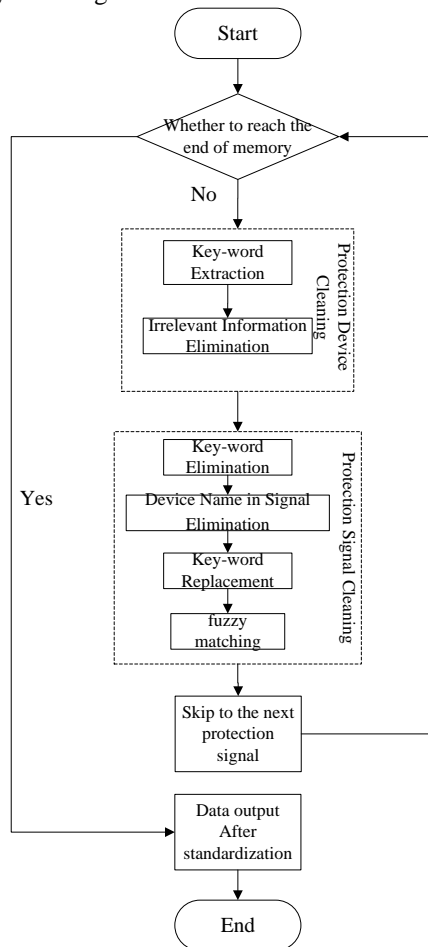 Start
Whether to reach the
end of memory
No
Key-word
Extraction
Irrelevant Information
Elimination
Protection Device
Cleaning
Key-word
Elimination
Device Name in Signal
Elimination
Key-word
Replacement
fuzzy
matching
Protection Signal Cleaning
Yes
Skip to the next
protection
signal
Data output
After
standardization
End